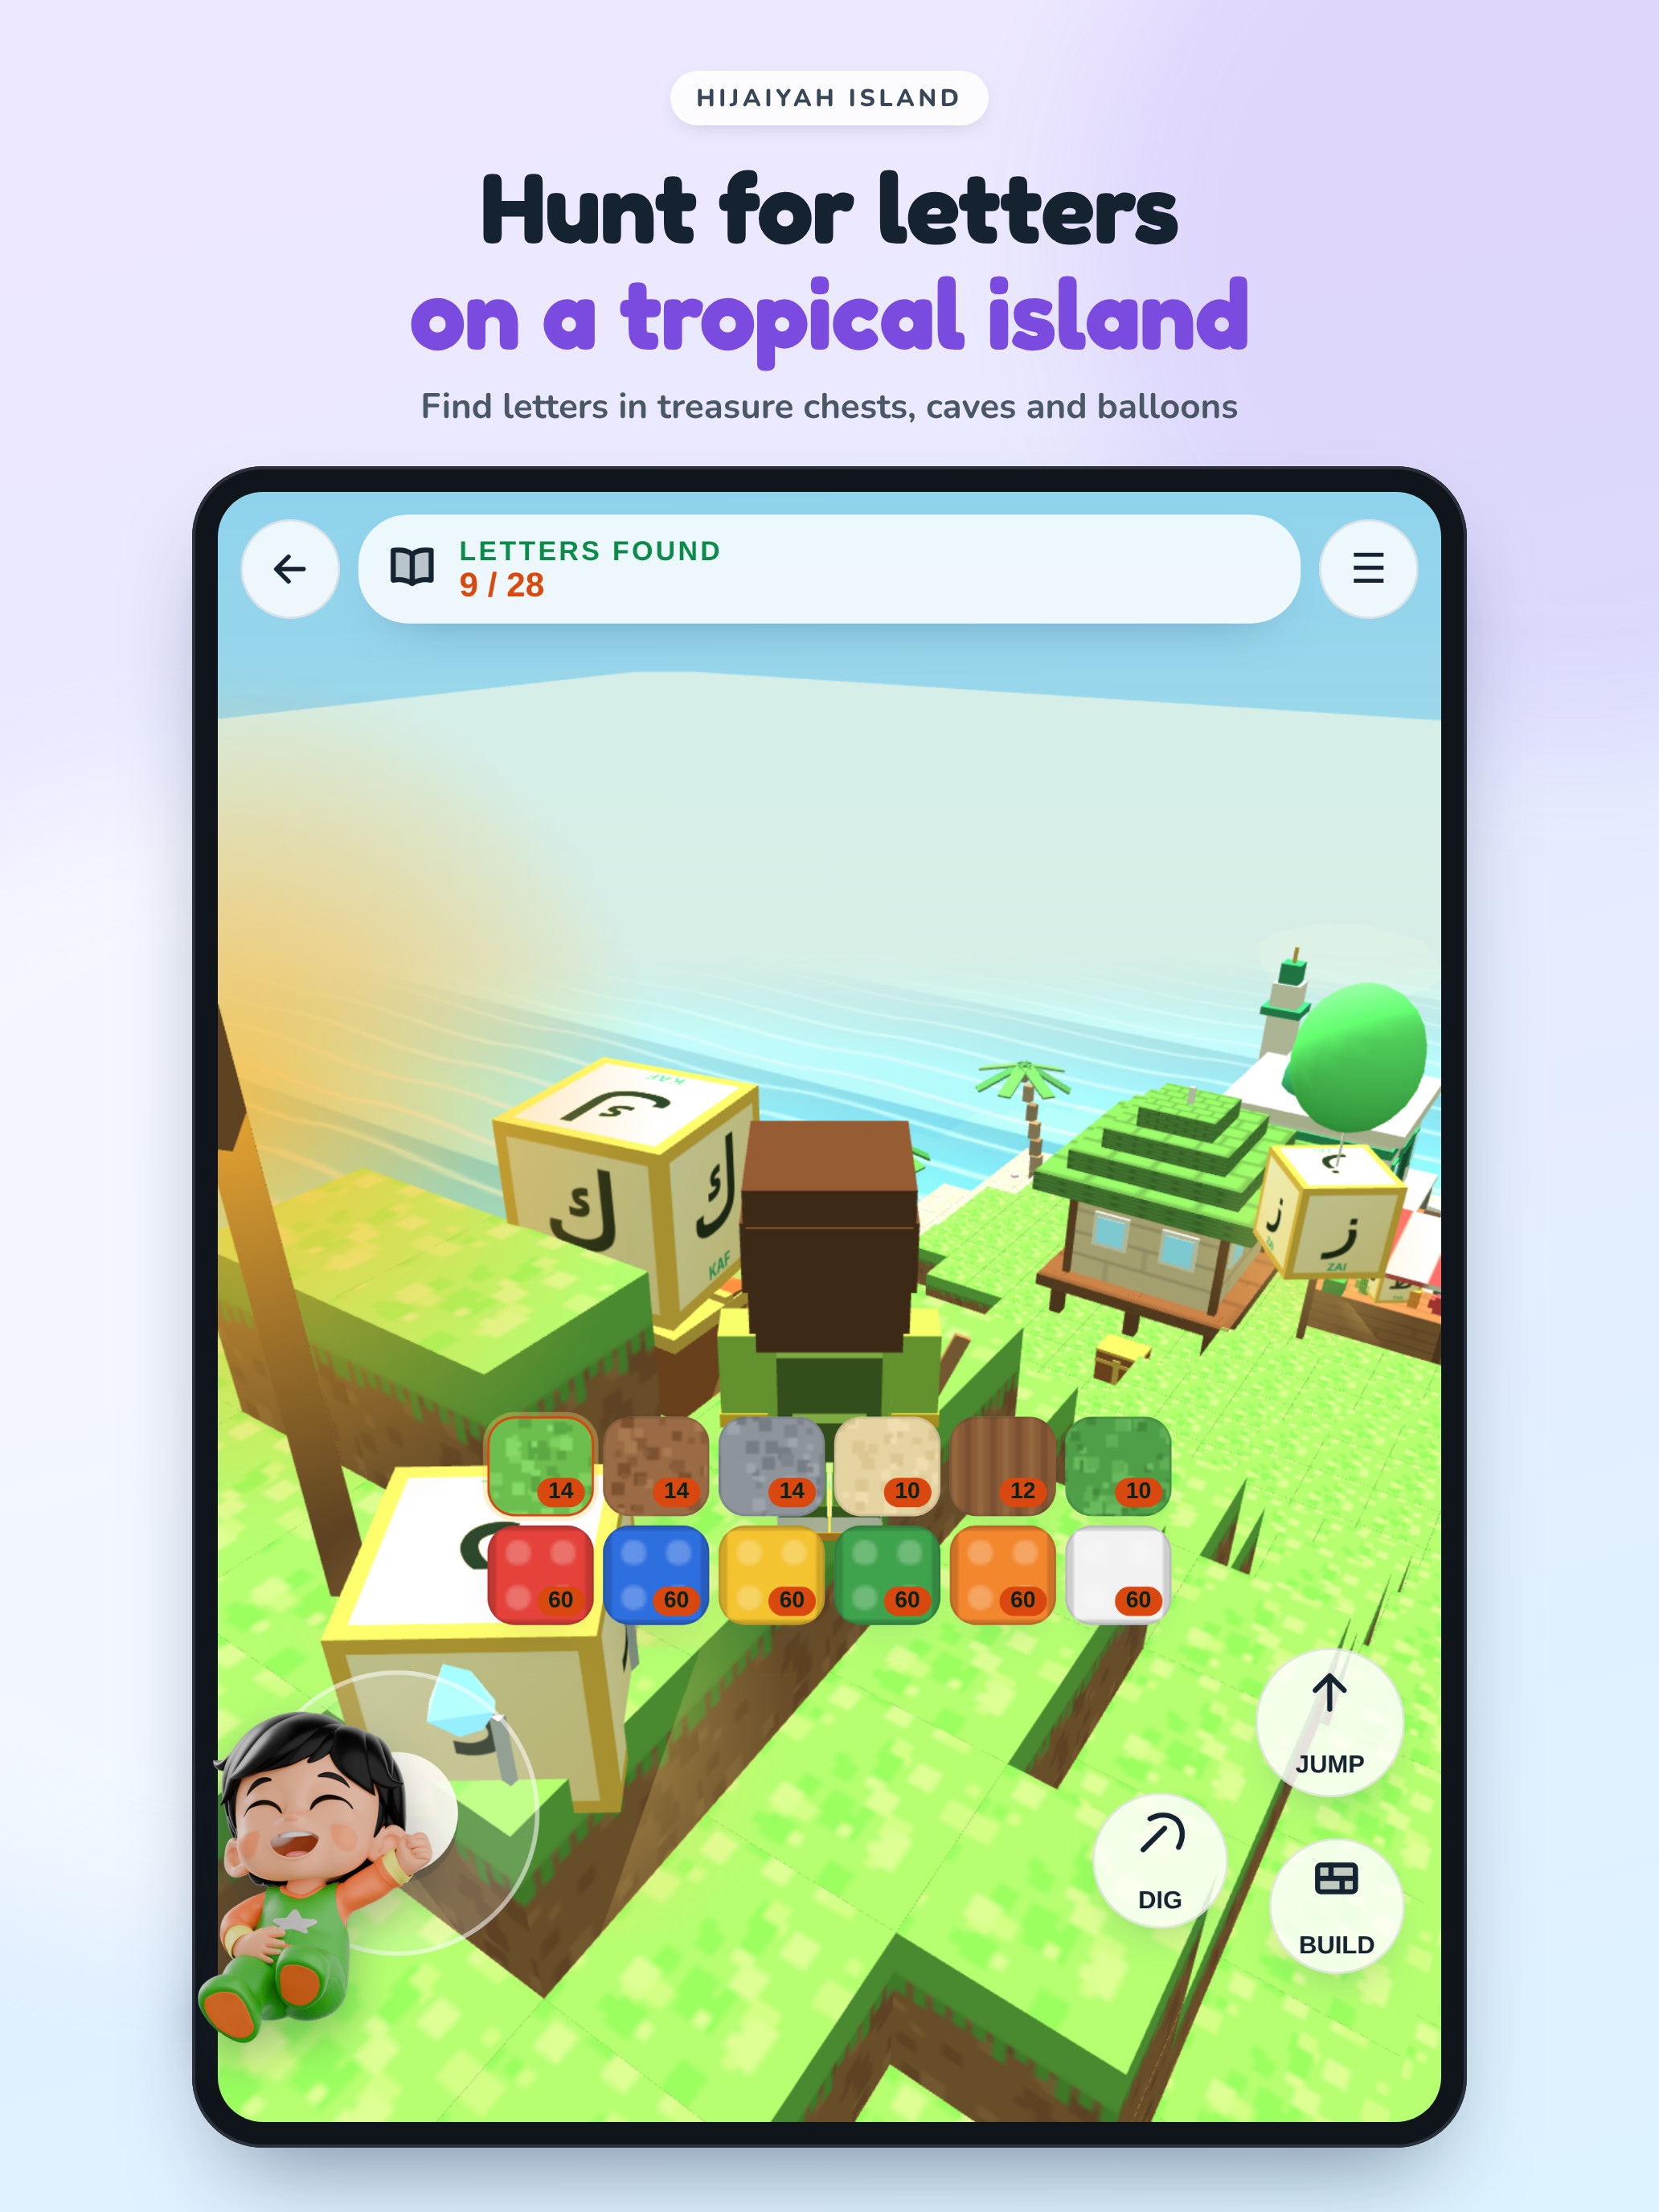 HIJAIYAH ISLAND
Hunt for letters
on a tropical island
Find letters in treasure chests, caves and balloons
LETTERS FOUND
9 / 28
KAF
ك
ك
ك
KAF
ز
ز
ZAI
14
14
14
10
12
10
60
60
60
60
60
60
JUMP
DIG
BUILD